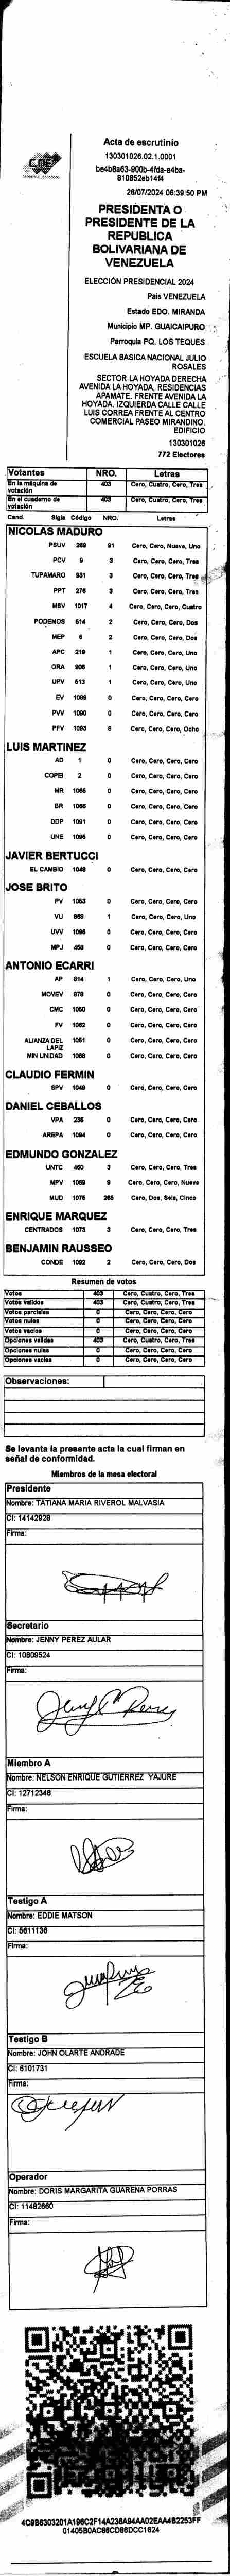 CNE
Acta de escrutinio
130301026.02.1.0001
be4b8a63-900b-4fda-a4ba-
810852eb14f4
28/07/2024 06:39:50 PM
PRESIDENTA O
PRESIDENTE DE LA
REPUBLICA
BOLIVARIANA DE
VENEZUELA
ELECCIÓN PRESIDENCIAL 2024
País VENEZUELA
Estado EDO. MIRANDA
Municipio MP. GUAICAIPURO
Parroquia PQ. LOS TEQUES
ESCUELA BASICA NACIONAL JULIO
ROSALES
SECTOR LA HOYADA DERECHA
AVENIDA LA HOYADA. RESIDENCIAS
APAMATE. FRENTE AVENIDA LA
HOYADA. IZQUIERDA CALLE CALLE
LUIS CORREA FRENTE AL CENTRO
COMERCIAL PASEO MIRANDINO.
EDIFICIO
130301026
772 Electores
Votantes NRO. Letras
En la máquina de votación 403 Cero, Cuatro, Cero, Tres
En el cuaderno de votación 403 Cero, Cuatro, Cero, Tres
Cand. Sigla Código NRO. Letras
NICOLAS MADURO
PSUV 269 91 Cero, Cero, Nueve, Uno
PCV 9 3 Cero, Cero, Cero, Tres
TUPAMARO 931 3 Cero, Cero, Cero, Tres
PPT 276 3 Cero, Cero, Cero, Tres
MSV 1017 4 Cero, Cero, Cero, Cuatro
PODEMOS 514 2 Cero, Cero, Cero, Dos
MEP 6 2 Cero, Cero, Cero, Dos
APC 219 1 Cero, Cero, Cero, Uno
ORA 906 1 Cero, Cero, Cero, Uno
UPV 513 1 Cero, Cero, Cero, Uno
EV 1089 0 Cero, Cero, Cero, Cero
PVV 1090 0 Cero, Cero, Cero, Cero
PFV 1093 8 Cero, Cero, Cero, Ocho
LUIS MARTINEZ
AD 1 0 Cero, Cero, Cero, Cero
COPEI 2 0 Cero, Cero, Cero, Cero
MR 1065 0 Cero, Cero, Cero, Cero
BR 1066 0 Cero, Cero, Cero, Cero
DDP 1091 0 Cero, Cero, Cero, Cero
UNE 1096 0 Cero, Cero, Cero, Cero
JAVIER BERTUCCI
EL CAMBIO 1048 0 Cero, Cero, Cero, Cero
JOSE BRITO
PV 1053 0 Cero, Cero, Cero, Cero
VU 968 1 Cero, Cero, Cero, Uno
UVV 1095 0 Cero, Cero, Cero, Cero
MPJ 458 0 Cero, Cero, Cero, Cero
ANTONIO ECARRI
AP 814 1 Cero, Cero, Cero, Uno
MOVEV 878 0 Cero, Cero, Cero, Cero
CMC 1050 0 Cero, Cero, Cero, Cero
FV 1062 0 Cero, Cero, Cero, Cero
ALIANZA DEL LAPIZ 1051 0 Cero, Cero, Cero, Cero
MIN UNIDAD 1068 0 Cero, Cero, Cero, Cero
CLAUDIO FERMIN
SPV 1049 0 Cero, Cero, Cero, Cero
DANIEL CEBALLOS
VPA 235 0 Cero, Cero, Cero, Cero
AREPA 1094 0 Cero, Cero, Cero, Cero
EDMUNDO GONZALEZ
UNTC 460 3 Cero, Cero, Cero, Tres
MPV 1069 9 Cero, Cero, Cero, Nueve
MUD 1076 265 Cero, Dos, Seis, Cinco
ENRIQUE MARQUEZ
CENTRADOS 1073 3 Cero, Cero, Cero, Tres
BENJAMIN RAUSSEO
CONDE 1092 2 Cero, Cero, Cero, Dos
Resumen de votos
Votos 403 Cero, Cuatro, Cero, Tres
Votos validos 403 Cero, Cuatro, Cero, Tres
Votos parciales 0 Cero, Cero, Cero, Cero
Votos nulos 0 Cero, Cero, Cero, Cero
Votos vacios 0 Cero, Cero, Cero, Cero
Opciones validas 403 Cero, Cuatro, Cero, Tres
Opciones nulas 0 Cero, Cero, Cero, Cero
Opciones vacias 0 Cero, Cero, Cero, Cero
Observaciones:
Se levanta la presente acta la cual firman en
señal de conformidad.
Miembros de la mesa electoral
Presidente
Nombre: TATIANA MARIA RIVEROL MALVASIA
CI: 14142928
Firma:
Secretario
Nombre: JENNY PEREZ AULAR
CI: 10809524
Firma:
Miembro A
Nombre: NELSON ENRIQUE GUTIERREZ YAJURE
CI: 12712346
Firma:
Testigo A
Nombre: EDDIE MATSON
CI: 5611136
Firma:
Testigo B
Nombre: JOHN OLARTE ANDRADE
CI: 6101731
Firma:
Operador
Nombre: DORIS MARGARITA GUARENA PORRAS
CI: 11482660
Firma:
4C9B6303201A196C2F14A236A94AA02EAA4B2253FF
01405B0AC86CD86DCC1624